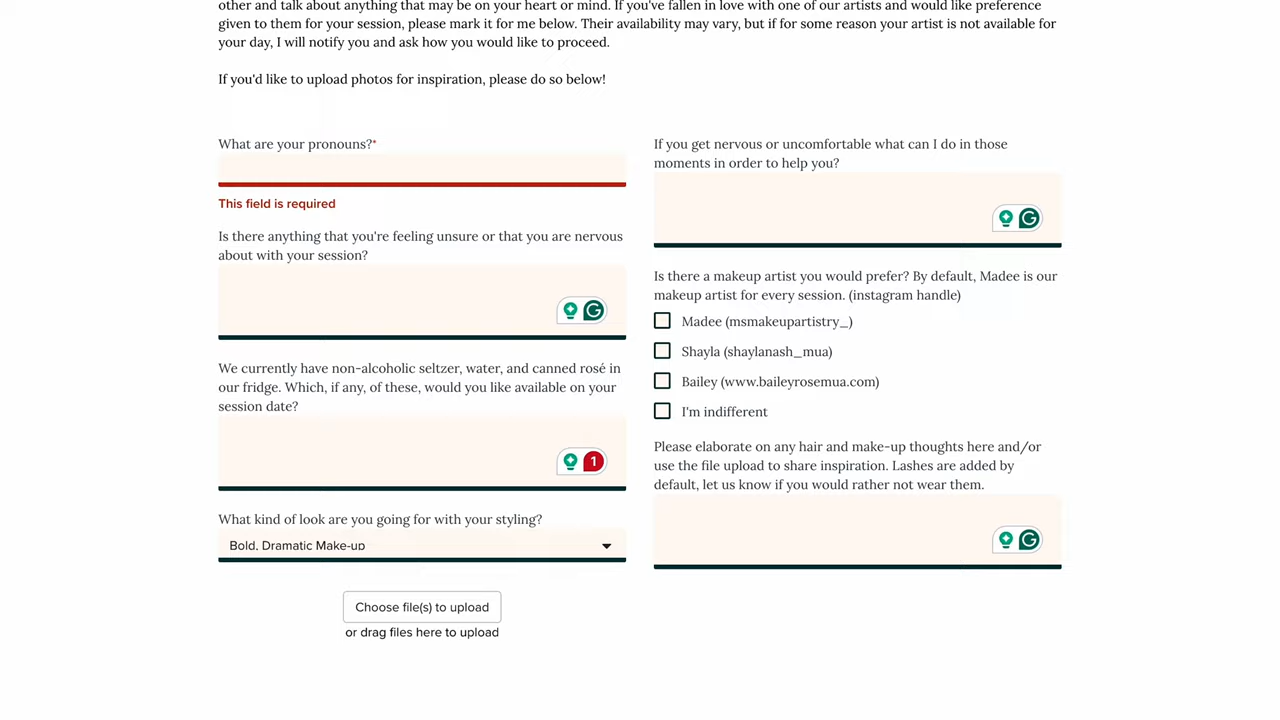 other and talk about anything that may be on your heart or mind. If you've fallen in love with one of our artists and would like preference
given to them for your session, please mark it for me below. Their availability may vary, but if for some reason your artist is not available for
your day, I will notify you and ask how you would like to proceed.
If you'd like to upload photos for inspiration, please do so below!
What are your pronouns?*
This field is required
Is there anything that you're feeling unsure or that you are nervous
about with your session?
We currently have non-alcoholic seltzer, water, and canned rosé in
our fridge. Which, if any, of these, would you like available on your
session date?
1
What kind of look are you going for with your styling?
Bold, Dramatic Make-up
Choose file(s) to upload
or drag files here to upload
If you get nervous or uncomfortable what can I do in those
moments in order to help you?
Is there a makeup artist you would prefer? By default, Madee is our
makeup artist for every session. (instagram handle)
Madee (msmakeupartistry_)
Shayla (shaylanash_mua)
Bailey (www.baileyrosemua.com)
I'm indifferent
Please elaborate on any hair and make-up thoughts here and/or
use the file upload to share inspiration. Lashes are added by
default, let us know if you would rather not wear them.